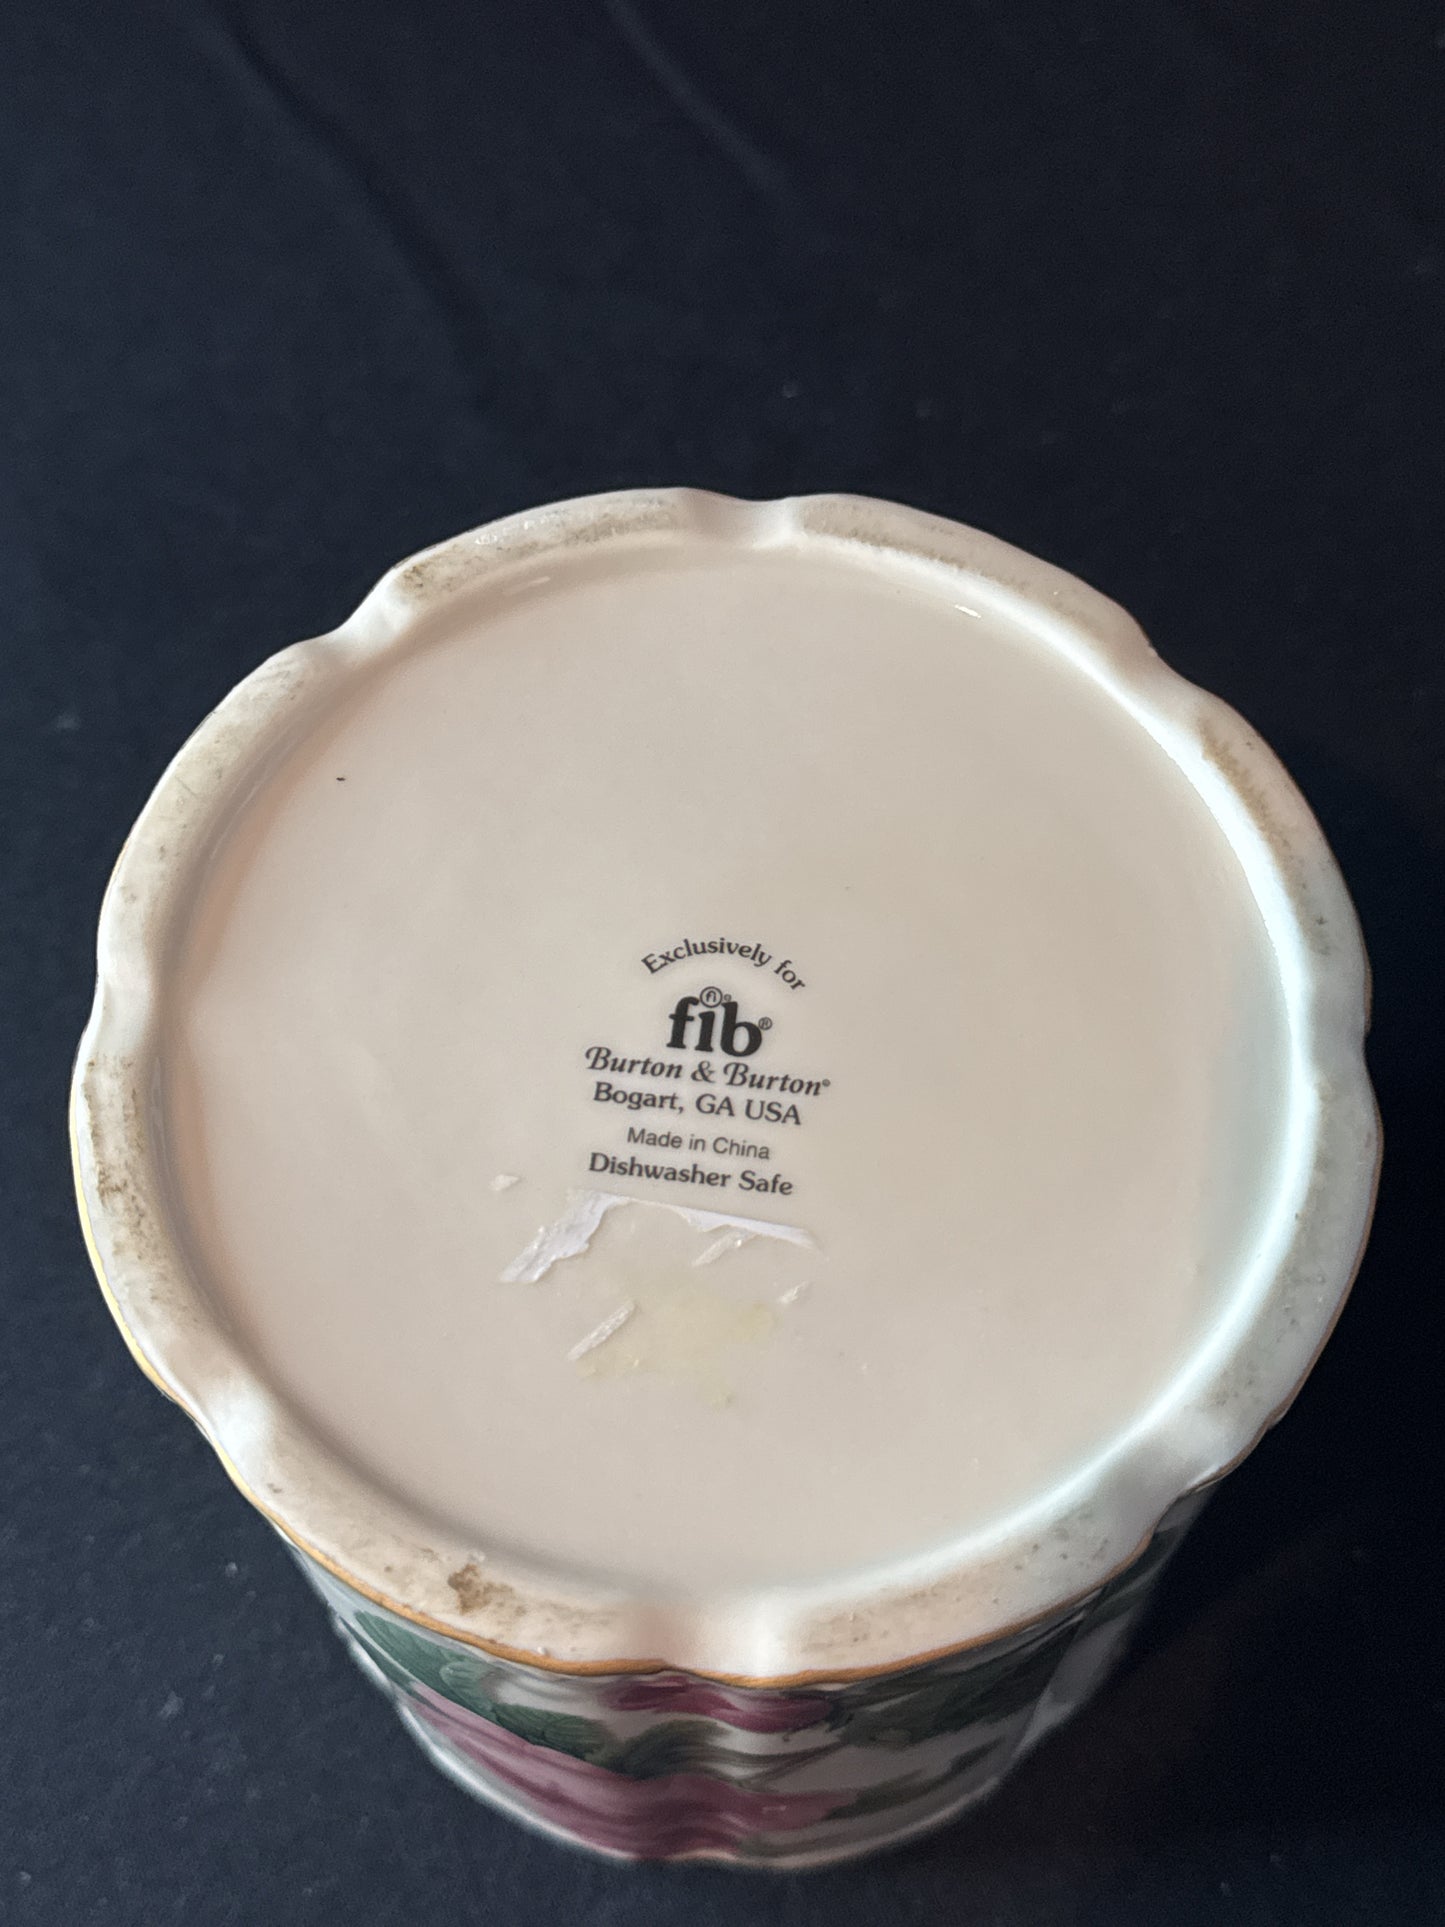 Exclusively for
fib®
Burton & Burton®
Bogart, GA USA
Made in China
Dishwasher Safe